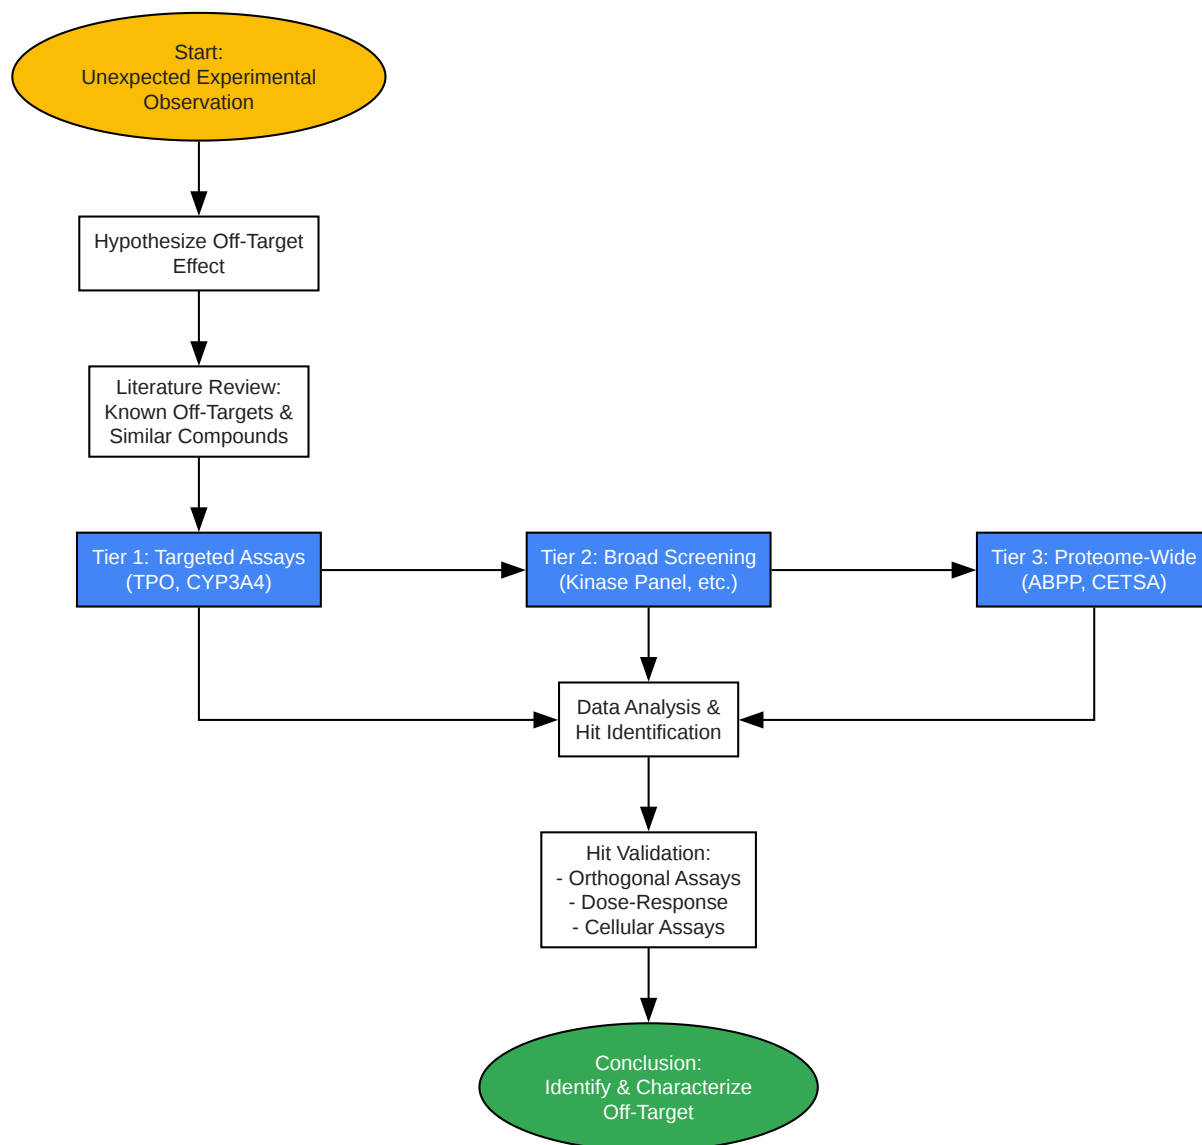 Start:
Unexpected Experimental
Observation
Hypothesize Off-Target
Effect
Literature Review:
Known Off-Targets &
Similar Compounds
Tier 1: Targeted Assays
(TPO, CYP3A4)
Tier 2: Broad Screening
(Kinase Panel, etc.)
Tier 3: Proteome-Wide
(ABPP, CETSA)
Data Analysis &
Hit Identification
Hit Validation:
- Orthogonal Assays
- Dose-Response
- Cellular Assays
Conclusion:
Identify & Characterize
Off-Target